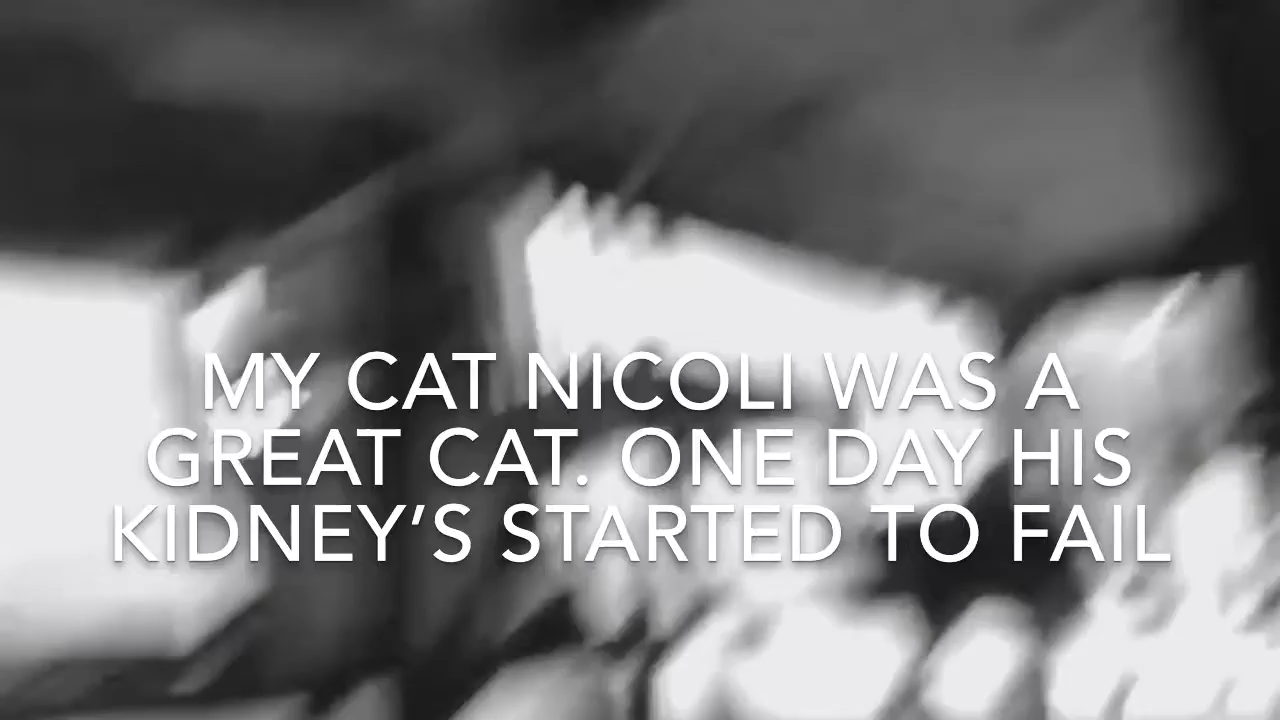 MY CAT NICOLI WAS A
GREAT CAT. ONE DAY HIS
KIDNEY’S STARTED TO FAIL